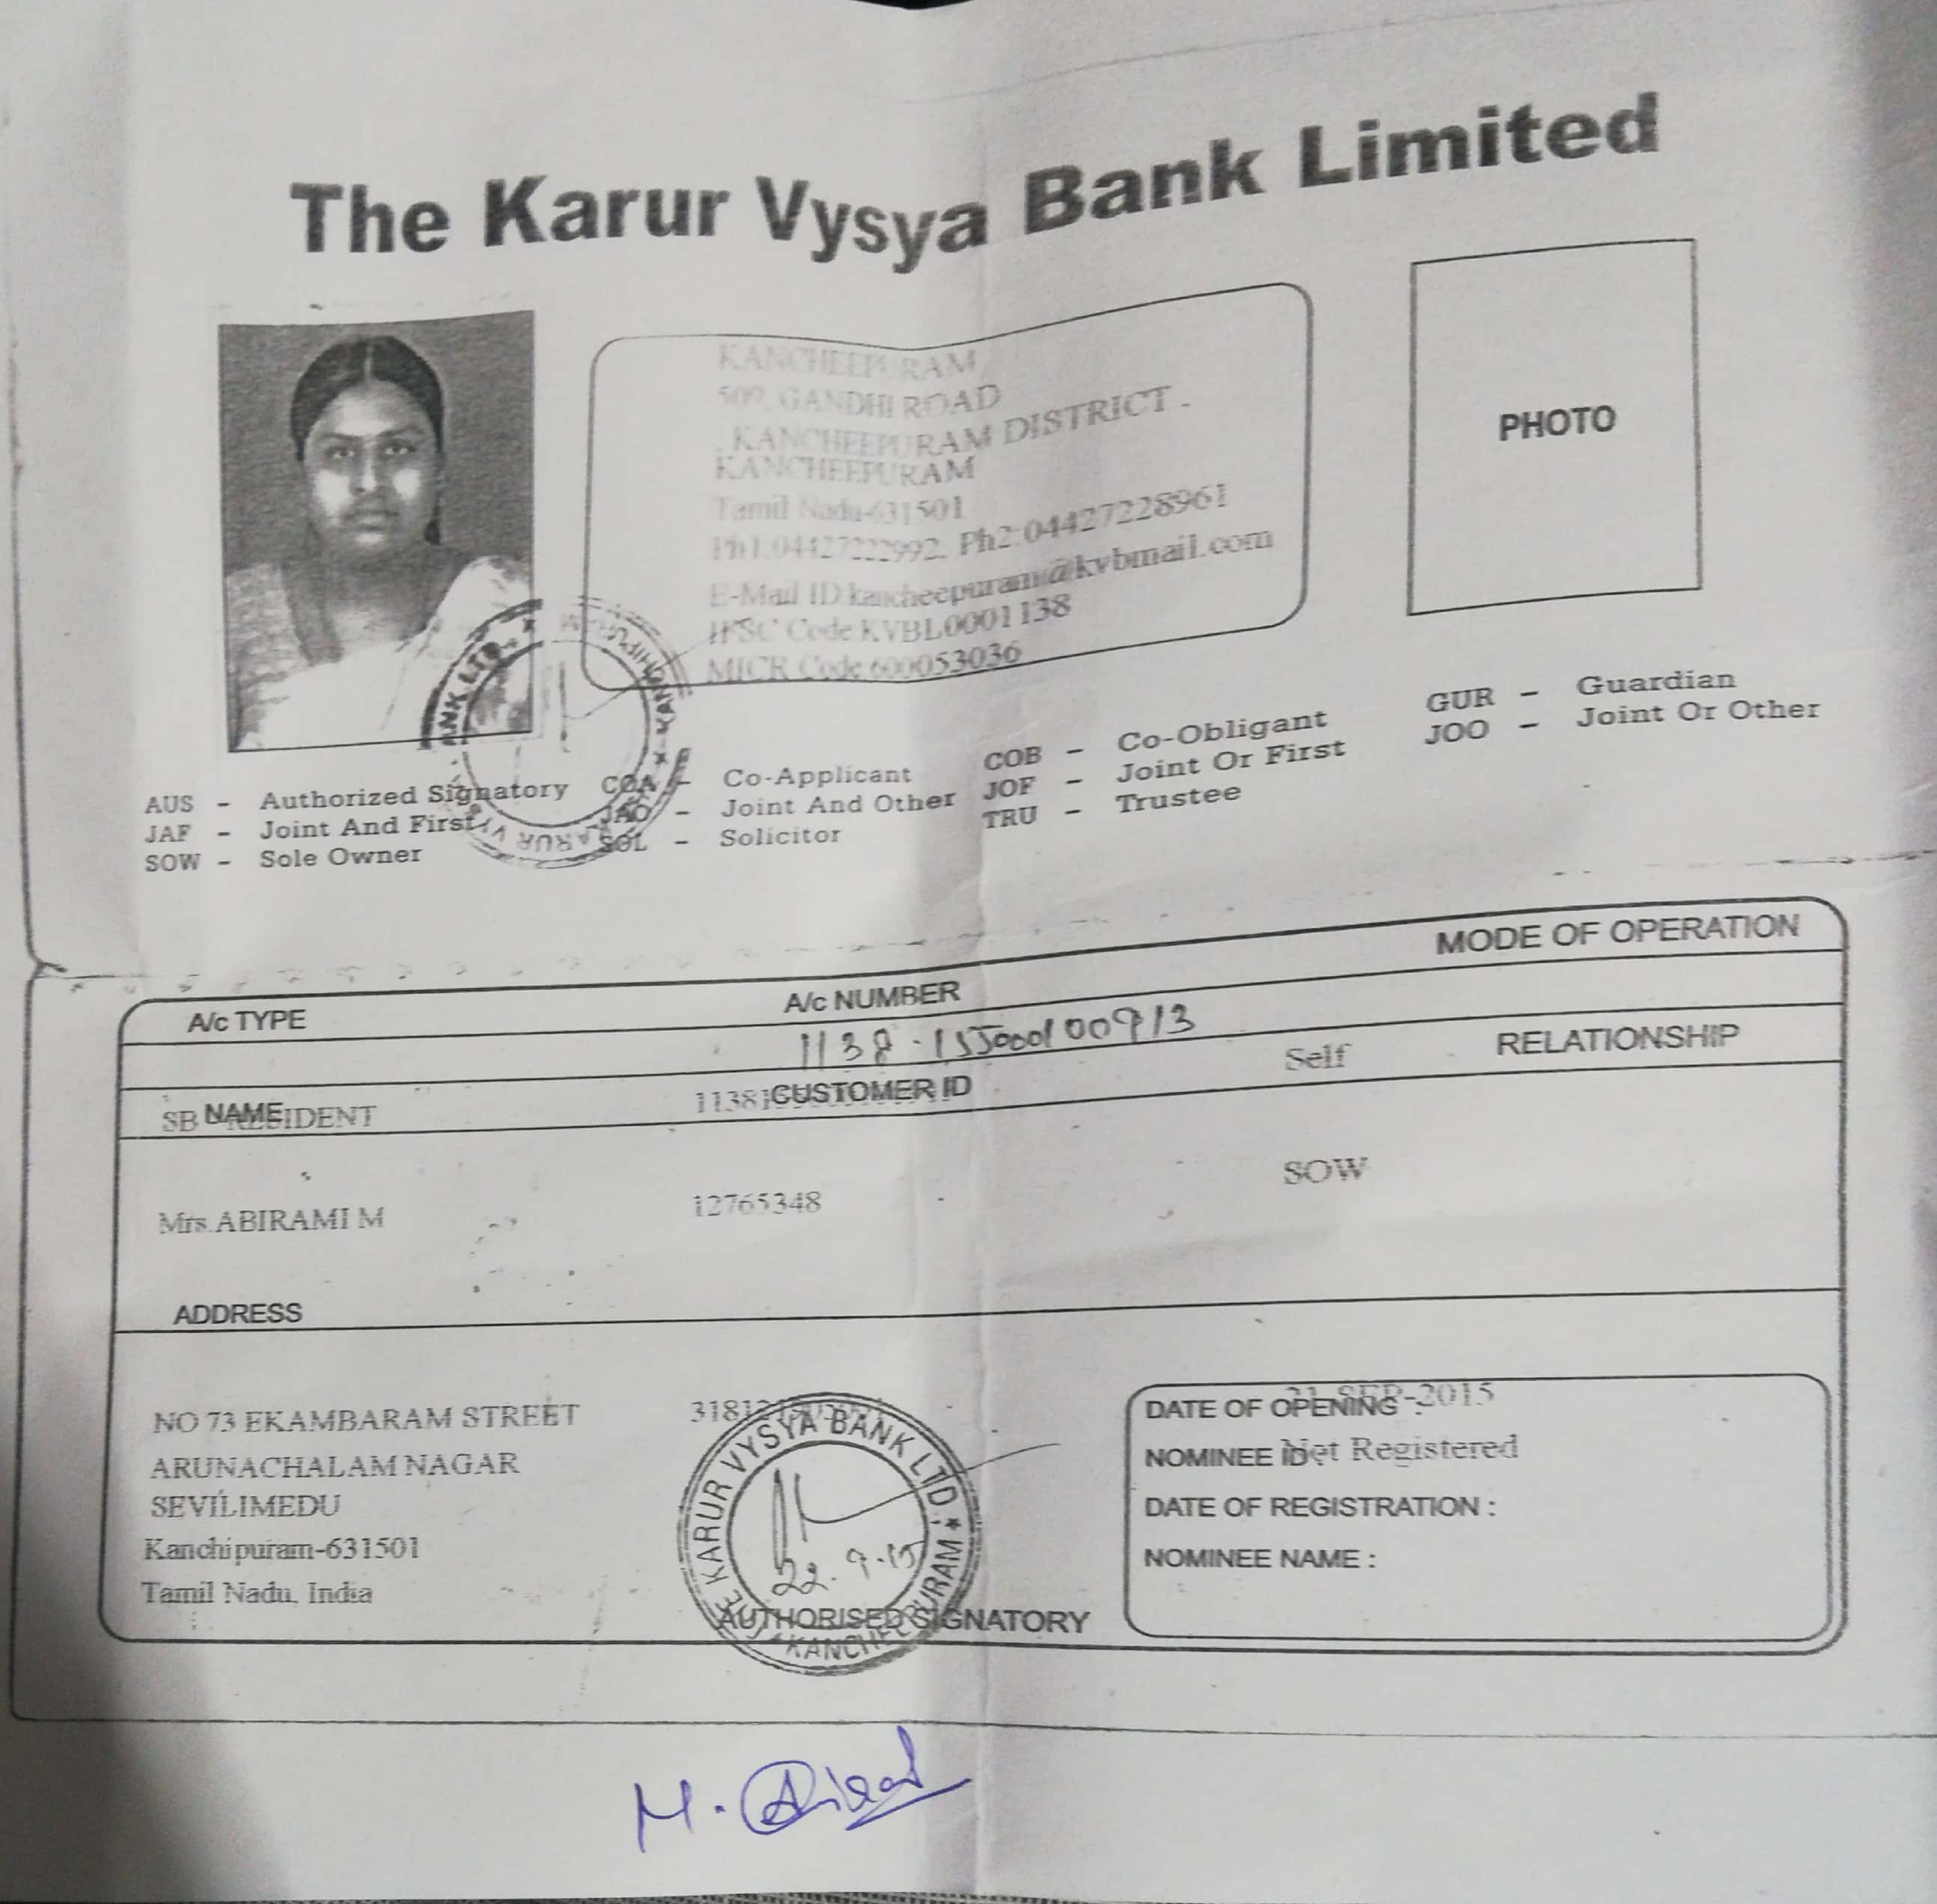 The Karur Vysya Bank Limited
KANCHEEPURAM,
509, GANDHI ROAD
, KANCHEEPURAM DISTRICT .
KANCHEEPURAM
Tamil Nadu-631501
Ph1:04427222992, Ph2:04427228961
E-Mail ID:kancheepuram@kvbmail.com
IFSC Code KVBL0001138
MICR Code 600053036
PHOTO
AUS - Authorized Signatory COA - Co-Applicant COB - Co-Obligant GUR - Guardian
JAF - Joint And First JAO - Joint And Other JOF - Joint Or First JOO - Joint Or Other
SOW - Sole Owner SOL - Solicitor TRU - Trustee
A/c TYPE A/c NUMBER MODE OF OPERATION
NAME CUSTOMER ID RELATIONSHIP
SB RESIDENT Self
Mrs.ABIRAMI M 12765348 SOW
ADDRESS
NO 73 EKAMBARAM STREET
ARUNACHALAM NAGAR
SEVILIMEDU
Kanchipuram-631501
Tamil Nadu, India
THE KARUR VYSYA BANK LTD. ★ KANCHEEPURAM ★
22.9.15
AUTHORISED SIGNATORY
DATE OF OPENING : 21-SEP-2015
NOMINEE ID : Not Registered
DATE OF REGISTRATION :
NOMINEE NAME :